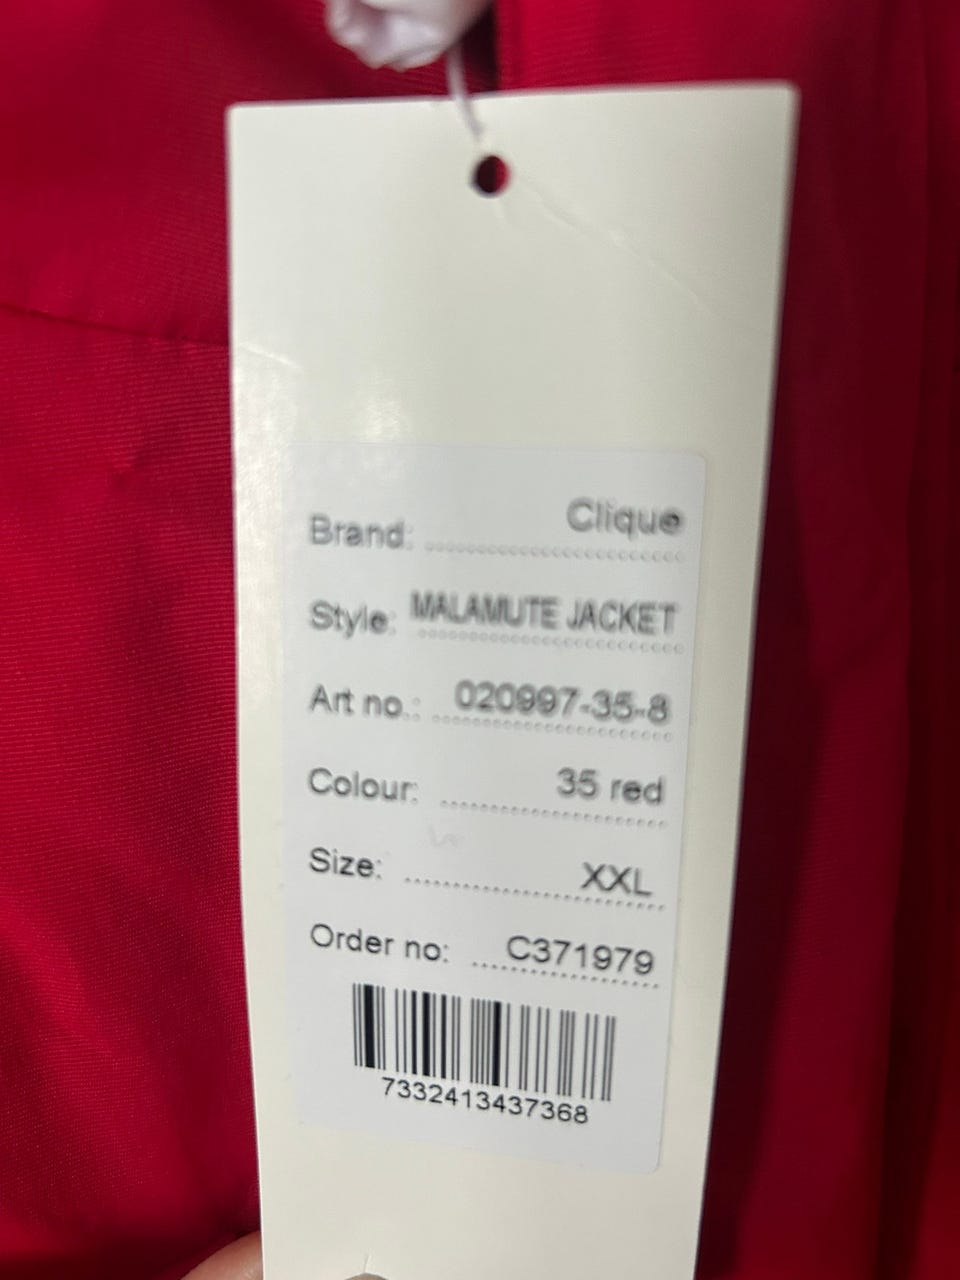 Brand: Clique
Style: MALAMUTE JACKET
Art no.: 020997-35-8
Colour: 35 red
Size: XXL
Order no: C371979
7332413437368